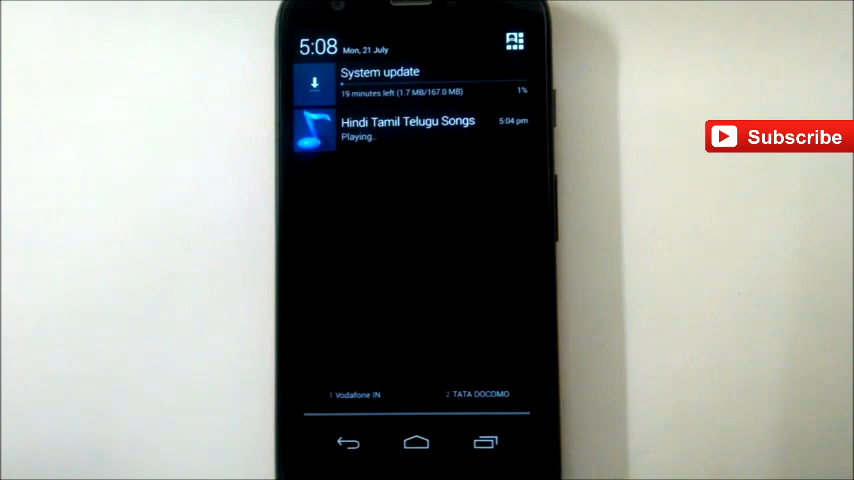 5:08 Mon, 21 July
System update
19 minutes left (1.7 MB/167.0 MB) 1%
Hindi Tamil Telugu Songs 5:04 pm
Playing..
Subscribe
1 Vodafone IN 2 TATA DOCOMO